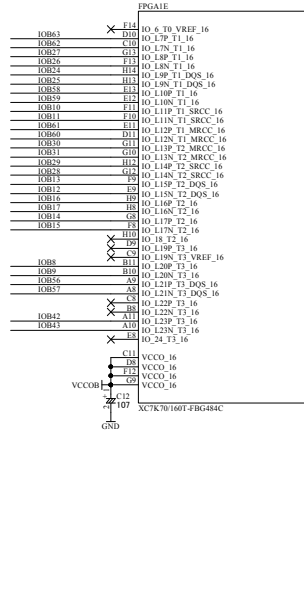 FPGA1E
F14 IO_6_T0_VREF_16
IOB63 D10 IO_L7P_T1_16
IOB62 C10 IO_L7N_T1_16
IOB27 G13 IO_L8P_T1_16
IOB26 F13 IO_L8N_T1_16
IOB24 H14 IO_L9P_T1_DQS_16
IOB25 H13 IO_L9N_T1_DQS_16
IOB58 E13 IO_L10P_T1_16
IOB59 E12 IO_L10N_T1_16
IOB10 F11 IO_L11P_T1_SRCC_16
IOB11 F10 IO_L11N_T1_SRCC_16
IOB61 E11 IO_L12P_T1_MRCC_16
IOB60 D11 IO_L12N_T1_MRCC_16
IOB30 G11 IO_L13P_T2_MRCC_16
IOB31 G10 IO_L13N_T2_MRCC_16
IOB29 H12 IO_L14P_T2_SRCC_16
IOB28 G12 IO_L14N_T2_SRCC_16
IOB13 F9 IO_L15P_T2_DQS_16
IOB12 E9 IO_L15N_T2_DQS_16
IOB16 H9 IO_L16P_T2_16
IOB17 H8 IO_L16N_T2_16
IOB14 G8 IO_L17P_T2_16
IOB15 F8 IO_L17N_T2_16
H10 IO_18_T2_16
D9 IO_L19P_T3_16
C9 IO_L19N_T3_VREF_16
IOB8 B11 IO_L20P_T3_16
IOB9 B10 IO_L20N_T3_16
IOB56 A9 IO_L21P_T3_DQS_16
IOB57 A8 IO_L21N_T3_DQS_16
C8 IO_L22P_T3_16
B8 IO_L22N_T3_16
IOB42 A11 IO_L23P_T3_16
IOB43 A10 IO_L23N_T3_16
E8 IO_24_T3_16
C11 VCCO_16
D8 VCCO_16
F12 VCCO_16
VCCOB G9 VCCO_16
1 + C12
2 107
XC7K70/160T-FBG484C
GND